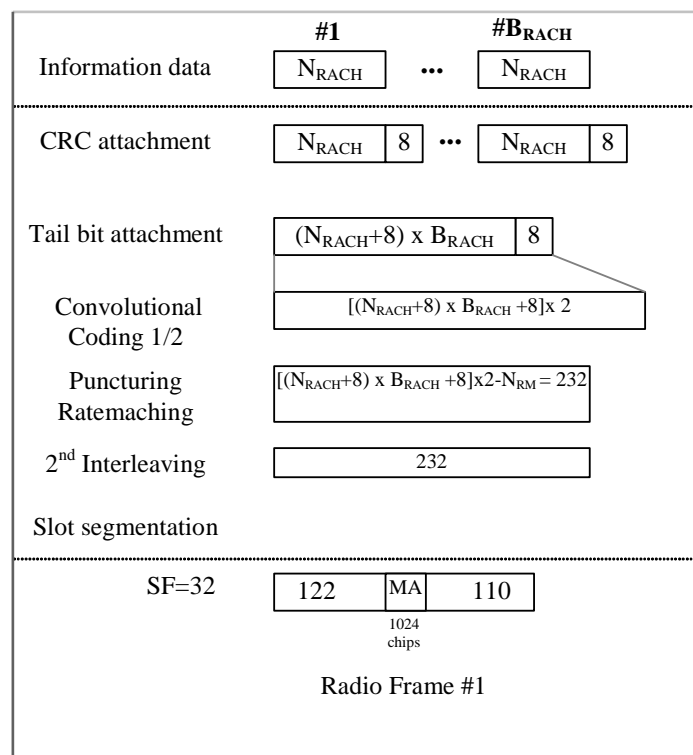 #1 #B_RACH
Information data N_RACH ... N_RACH
CRC attachment N_RACH 8 ... N_RACH 8
Tail bit attachment (N_RACH+8) x B_RACH 8
Convolutional
Coding 1/2
[(N_RACH+8) x B_RACH +8]x 2
Puncturing
Ratemaching
[(N_RACH+8) x B_RACH +8]x2-N_RM = 232
2nd Interleaving 232
Slot segmentation
SF=32 122 MA 110
1024
chips
Radio Frame #1